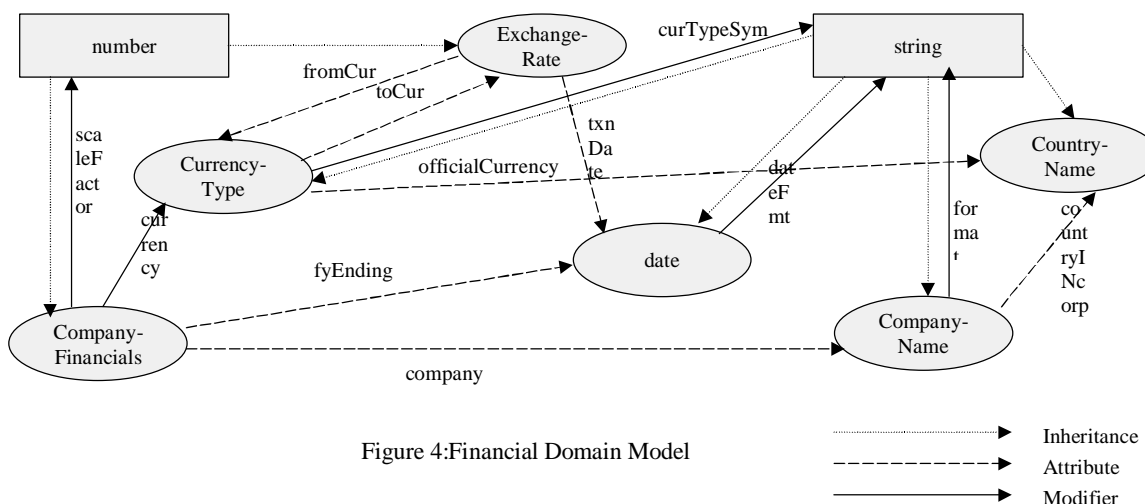 number
Exchange-
Rate
curTypeSym
string
fromCur
toCur
sca
leF
act
or
Currency-
Type
txn
Da
te
officialCurrency
Country-
Name
cur
ren
cy
dat
eF
mt
for
ma
t
co
unt
ryI
Nc
orp
fyEnding
date
Company-
Financials
Company-
Name
company
Figure 4:Financial Domain Model
Inheritance
Attribute
Modifier